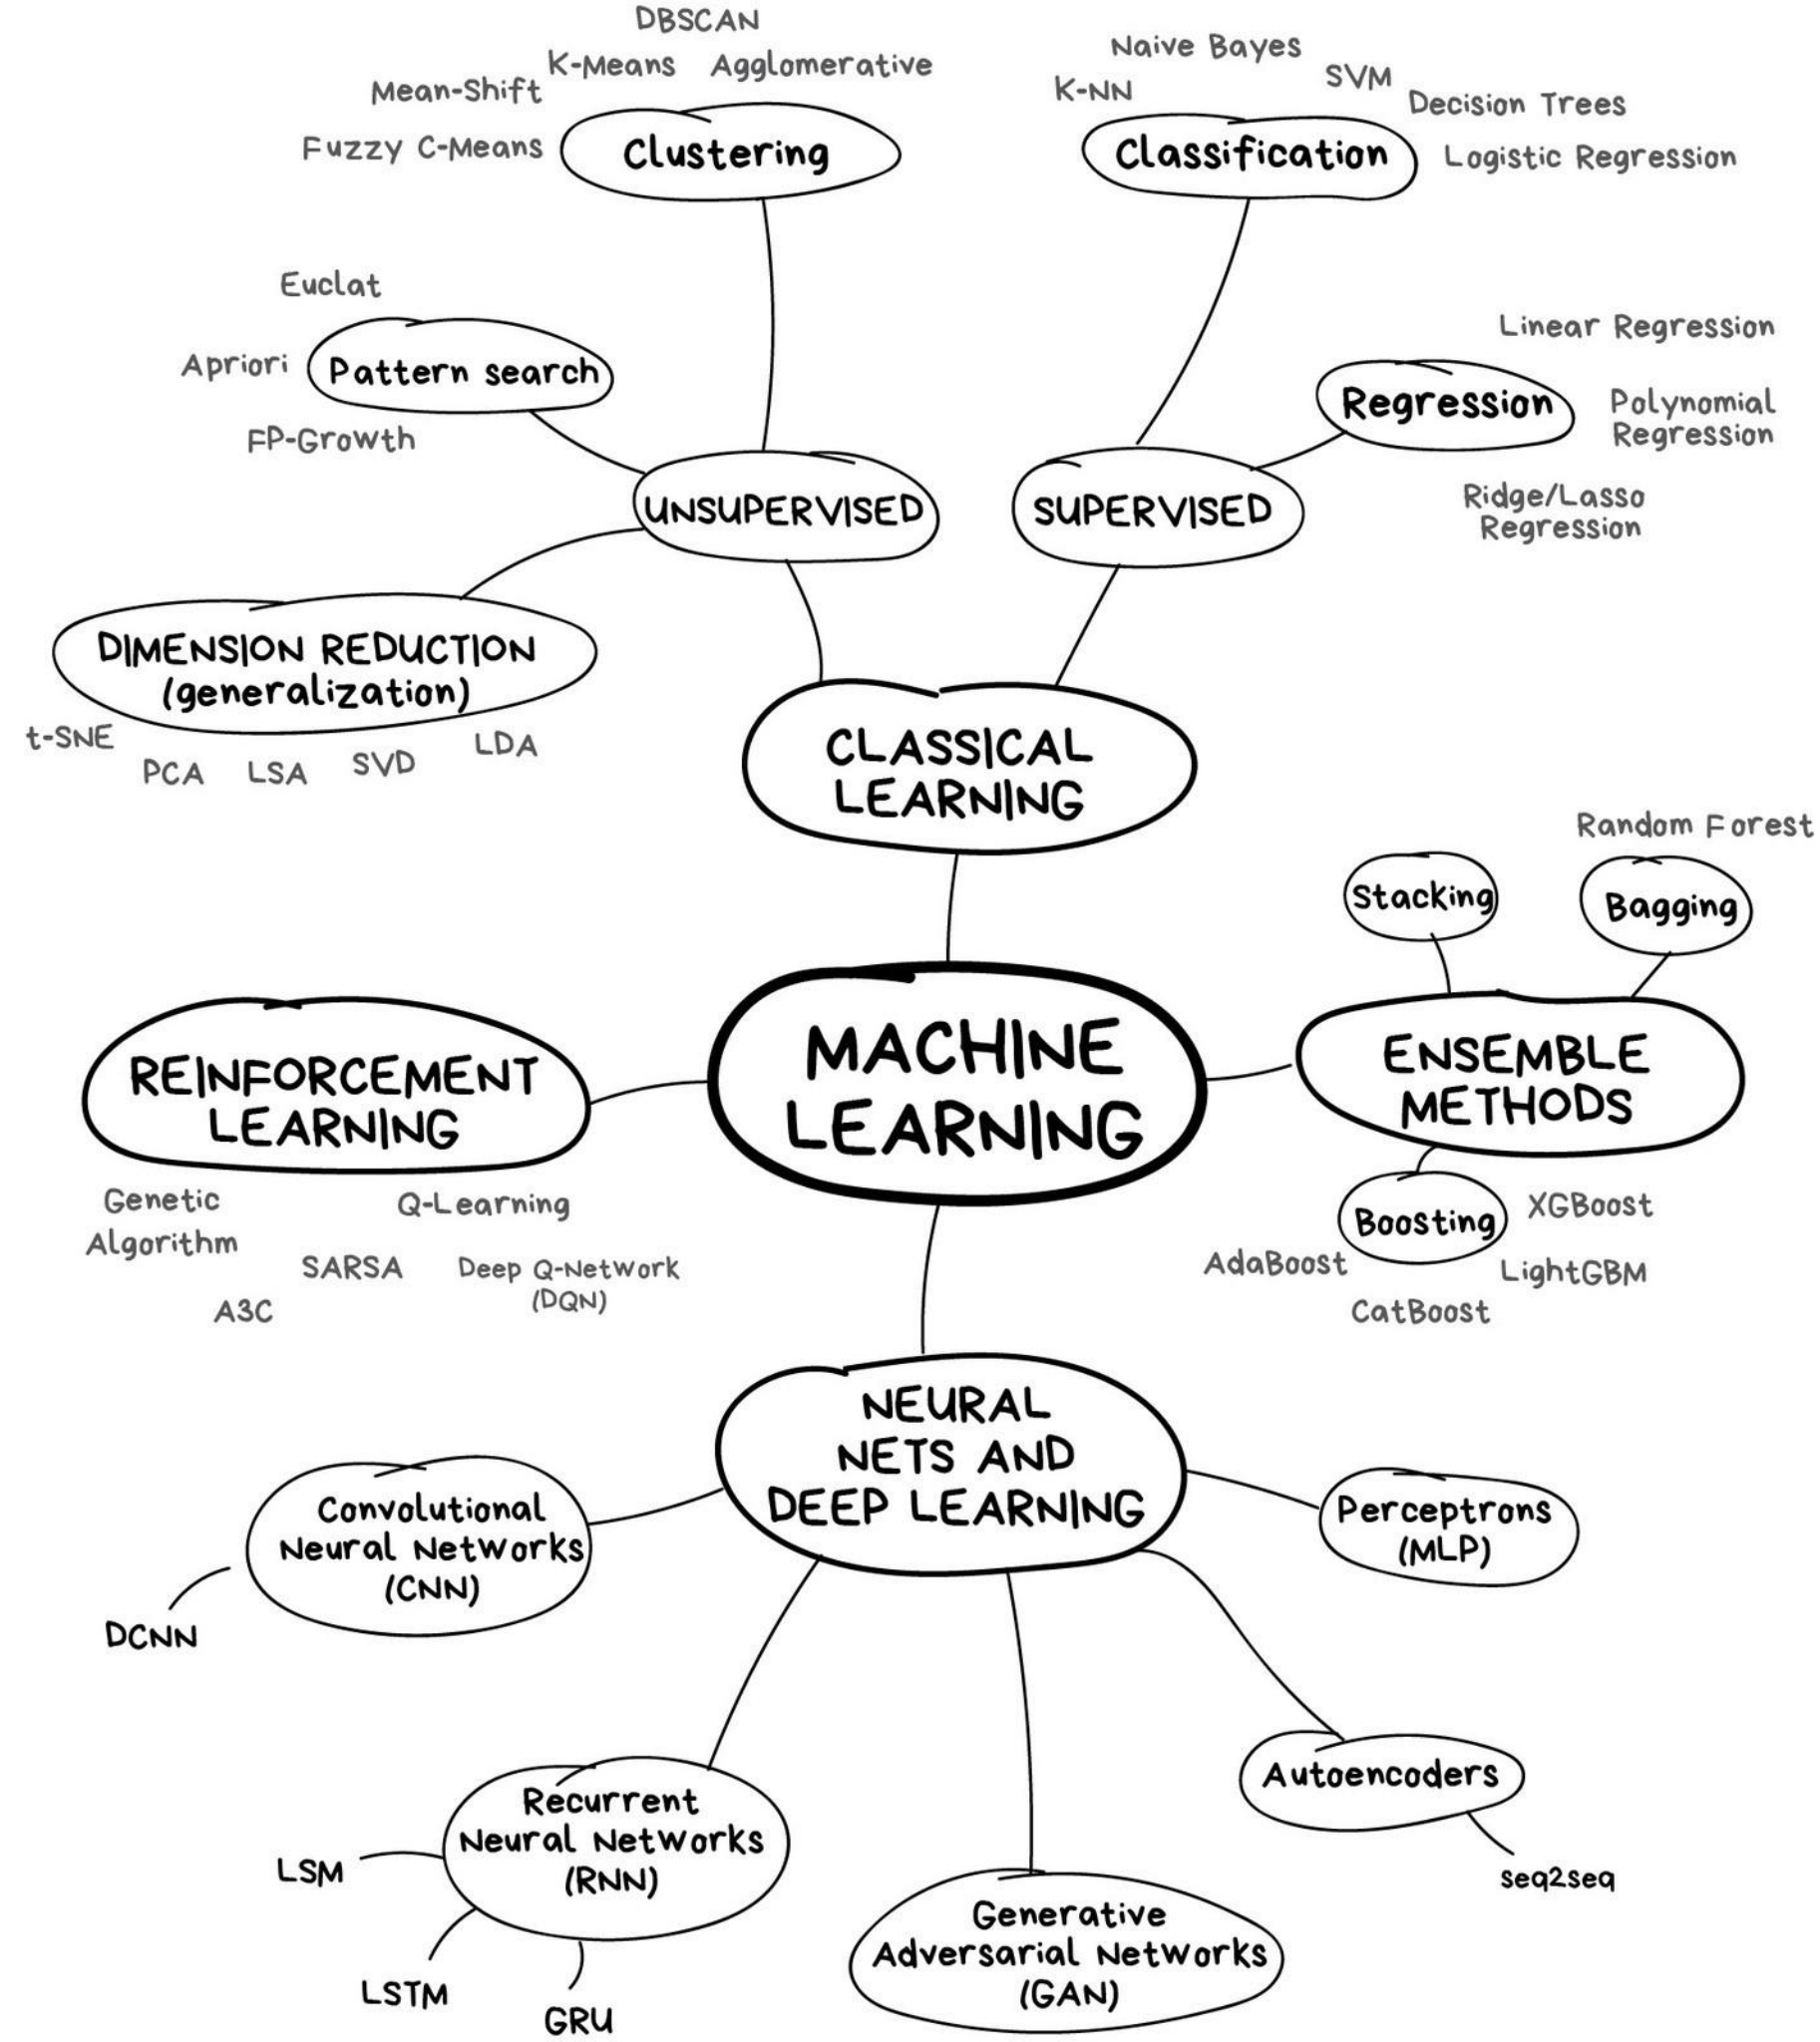 DBSCAN
K-Means
Agglomerative
Mean-Shift
Fuzzy C-Means
Clustering
Naive Bayes
K-NN
SVM
Decision Trees
Classification
Logistic Regression
Euclat
Apriori
Pattern search
FP-Growth
Linear Regression
Regression
Polynomial
Regression
Ridge/Lasso
Regression
UNSUPERVISED
SUPERVISED
DIMENSION REDUCTION
(generalization)
t-SNE
PCA
LSA
SVD
LDA
CLASSICAL
LEARNING
Random Forest
Stacking
Bagging
REINFORCEMENT
LEARNING
MACHINE
LEARNING
ENSEMBLE
METHODS
Genetic
Algorithm
Q-Learning
SARSA
Deep Q-Network
(DQN)
A3C
Boosting
XGBoost
AdaBoost
LightGBM
CatBoost
NEURAL
NETS AND
DEEP LEARNING
Convolutional
Neural Networks
(CNN)
DCNN
Perceptrons
(MLP)
Autoencoders
seq2seq
Recurrent
Neural Networks
(RNN)
LSM
LSTM
GRU
Generative
Adversarial Networks
(GAN)